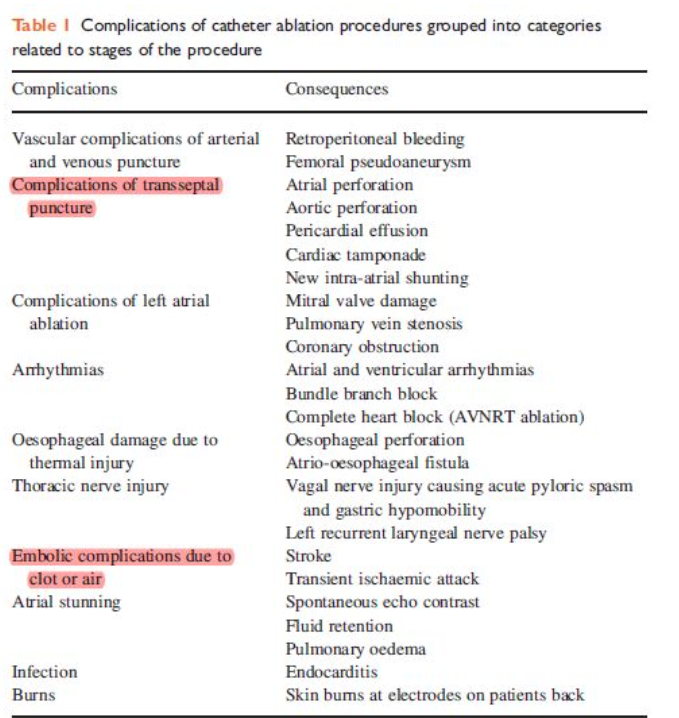 Table 1 Complications of catheter ablation procedures grouped into categories
related to stages of the procedure
Complications Consequences
Vascular complications of arterial Retroperitoneal bleeding
and venous puncture Femoral pseudoaneurysm
Complications of transseptal Atrial perforation
puncture Aortic perforation
Pericardial effusion
Cardiac tamponade
New intra-atrial shunting
Complications of left atrial Mitral valve damage
ablation Pulmonary vein stenosis
Coronary obstruction
Arrhythmias Atrial and ventricular arrhythmias
Bundle branch block
Complete heart block (AVNRT ablation)
Oesophageal damage due to Oesophageal perforation
thermal injury Atrio-oesophageal fistula
Thoracic nerve injury Vagal nerve injury causing acute pyloric spasm
and gastric hypomobility
Left recurrent laryngeal nerve palsy
Embolic complications due to Stroke
clot or air Transient ischaemic attack
Atrial stunning Spontaneous echo contrast
Fluid retention
Pulmonary oedema
Infection Endocarditis
Burns Skin burns at electrodes on patients back